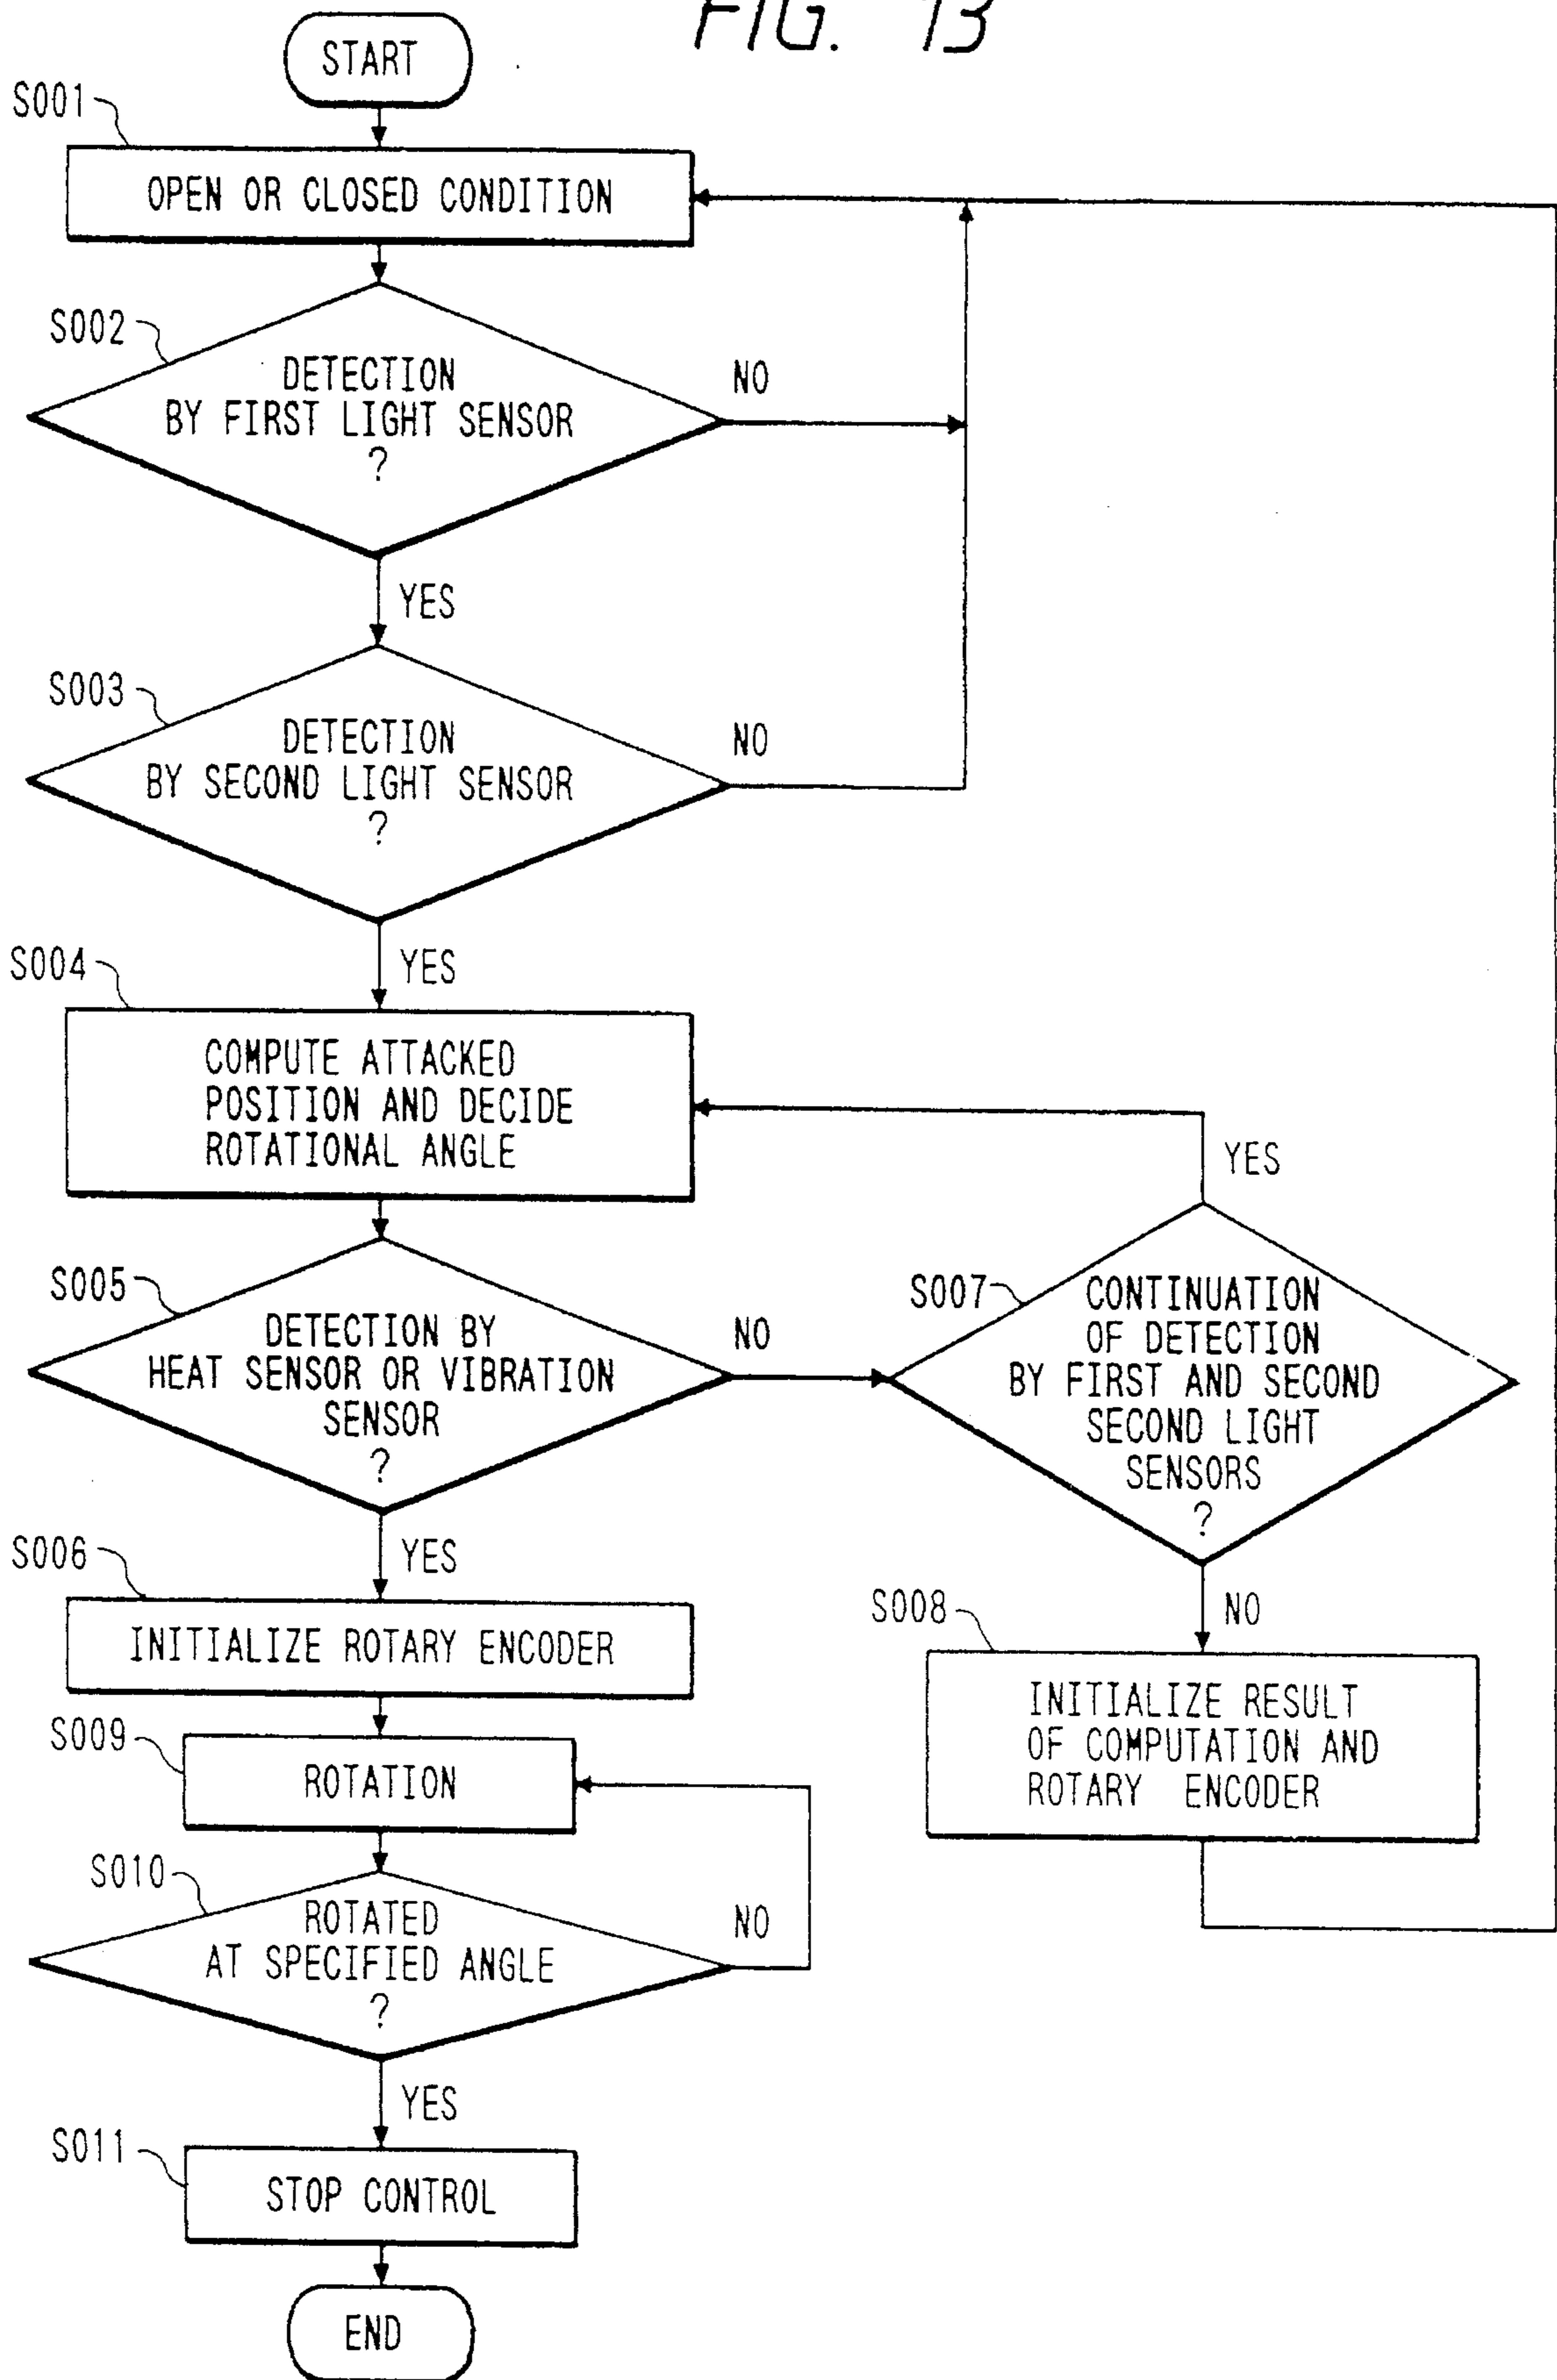 FIG. 13
START
S001
OPEN OR CLOSED CONDITION
S002
DETECTION
BY FIRST LIGHT SENSOR
?
NO
YES
S003
DETECTION
BY SECOND LIGHT SENSOR
?
NO
YES
S004
COMPUTE ATTACKED
POSITION AND DECIDE
ROTATIONAL ANGLE
S005
DETECTION BY
HEAT SENSOR OR VIBRATION
SENSOR
?
NO
YES
S007
CONTINUATION
OF DETECTION
BY FIRST AND SECOND
SECOND LIGHT
SENSORS
?
YES
NO
S006
INITIALIZE ROTARY ENCODER
S008
INITIALIZE RESULT
OF COMPUTATION AND
ROTARY ENCODER
S009
ROTATION
S010
ROTATED
AT SPECIFIED ANGLE
?
NO
YES
S011
STOP CONTROL
END